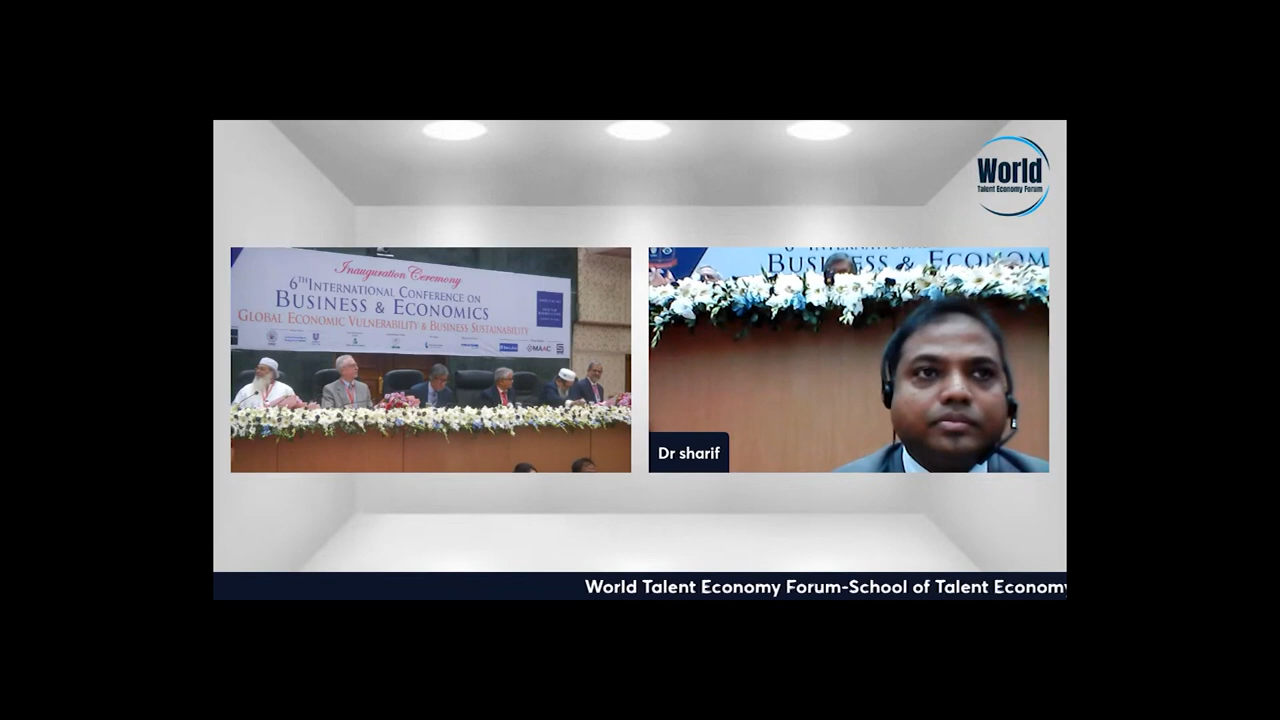 World
Talent Economy Forum
Inauguration Ceremony
6TH INTERNATIONAL CONFERENCE ON
BUSINESS & ECONOMICS
GLOBAL ECONOMIC VULNERABILITY & BUSINESS SUSTAINABILITY
MAAC
BUSINESS & ECONOM
Dr sharif
World Talent Economy Forum-School of Talent Economy